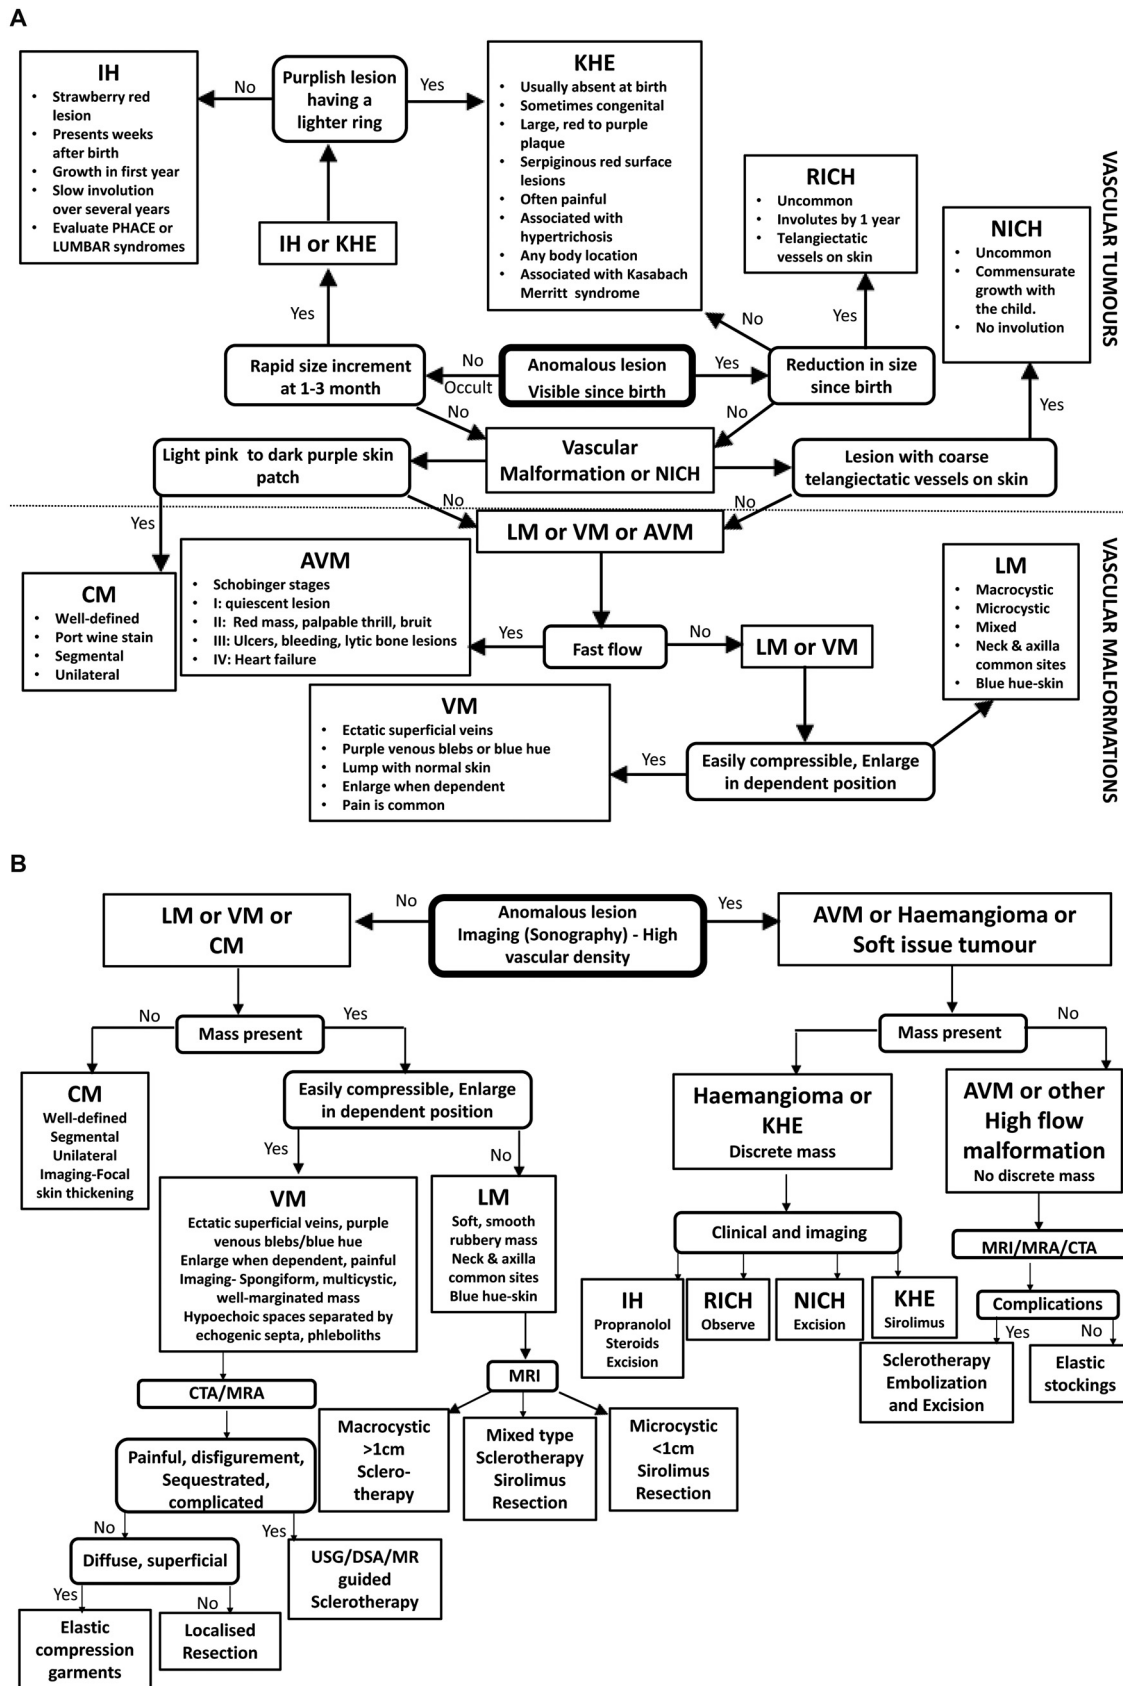 A
IH
• Strawberry red
lesion
• Presents weeks
after birth
• Growth in first year
• Slow involution
over several years
• Evaluate PHACE or
LUMBAR syndromes
No
Purplish lesion
having a
lighter ring
Yes
KHE
• Usually absent at birth
• Sometimes congenital
• Large, red to purple
plaque
• Serpiginous red surface
lesions
• Often painful
• Associated with
hypertrichosis
• Any body location
• Associated with Kasabach
Merritt syndrome
RICH
• Uncommon
• Involutes by 1 year
• Telangiectatic
vessels on skin
NICH
• Uncommon
• Commensurate
growth with
the child.
• No involution
VASCULAR TUMOURS
IH or KHE
Yes
No
Yes
Rapid size increment
at 1-3 month
No
Occult
Anomalous lesion
Visible since birth
Yes
Reduction in size
since birth
Yes
No
No
Light pink to dark purple skin
patch
Vascular
Malformation or NICH
Lesion with coarse
telangiectatic vessels on skin
Yes
No
No
LM or VM or AVM
CM
• Well-defined
• Port wine stain
• Segmental
• Unilateral
AVM
• Schobinger stages
• I: quiescent lesion
• II: Red mass, palpable thrill, bruit
• III: Ulcers, bleeding, lytic bone lesions
• IV: Heart failure
Yes
Fast flow
No
LM or VM
LM
• Macrocystic
• Microcystic
• Mixed
• Neck & axilla
common sites
• Blue hue-skin
VASCULAR MALFORMATIONS
VM
• Ectatic superficial veins
• Purple venous blebs or blue hue
• Lump with normal skin
• Enlarge when dependent
• Pain is common
Yes
Easily compressible, Enlarge
in dependent position
B
LM or VM or
CM
No
Anomalous lesion
Imaging (Sonography) - High
vascular density
Yes
AVM or Haemangioma or
Soft issue tumour
No
Mass present
Yes
Mass present
No
CM
Well-defined
Segmental
Unilateral
Imaging-Focal
skin thickening
Easily compressible, Enlarge
in dependent position
Yes
No
Haemangioma or
KHE
Discrete mass
AVM or other
High flow
malformation
No discrete mass
VM
Ectatic superficial veins, purple
venous blebs/blue hue
Enlarge when dependent, painful
Imaging- Spongiform, multicystic,
well-marginated mass
Hypoechoic spaces separated by
echogenic septa, phleboliths
LM
Soft, smooth
rubbery mass
Neck & axilla
common sites
Blue hue-skin
Clinical and imaging
MRI/MRA/CTA
IH
Propranolol
Steroids
Excision
RICH
Observe
NICH
Excision
KHE
Sirolimus
Complications
Yes
No
Sclerotherapy
Embolization
and Excision
Elastic
stockings
CTA/MRA
MRI
Macrocystic
>1cm
Sclero-
therapy
Mixed type
Sclerotherapy
Sirolimus
Resection
Microcystic
<1cm
Sirolimus
Resection
Painful, disfigurement,
Sequestrated,
complicated
No
Yes
Diffuse, superficial
USG/DSA/MR
guided
Sclerotherapy
Yes
No
Elastic
compression
garments
Localised
Resection